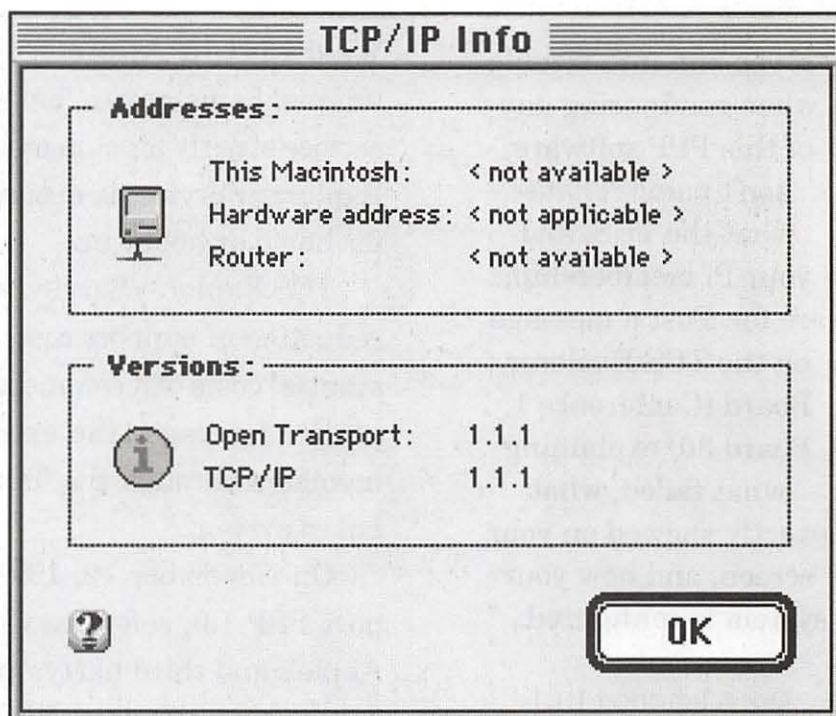 TCP/IP Info
Addresses:
This Macintosh: < not available >
Hardware address: < not applicable >
Router: < not available >
Versions:
Open Transport: 1.1.1
TCP/IP 1.1.1
OK